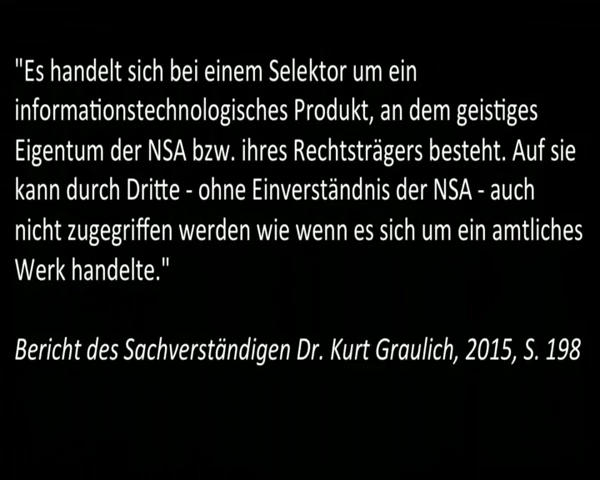 "Es handelt sich bei einem Selektor um ein
informationstechnologisches Produkt, an dem geistiges
Eigentum der NSA bzw. ihres Rechtsträgers besteht. Auf sie
kann durch Dritte - ohne Einverständnis der NSA - auch
nicht zugegriffen werden wie wenn es sich um ein amtliches
Werk handelte."
Bericht des Sachverständigen Dr. Kurt Graulich, 2015, S. 198